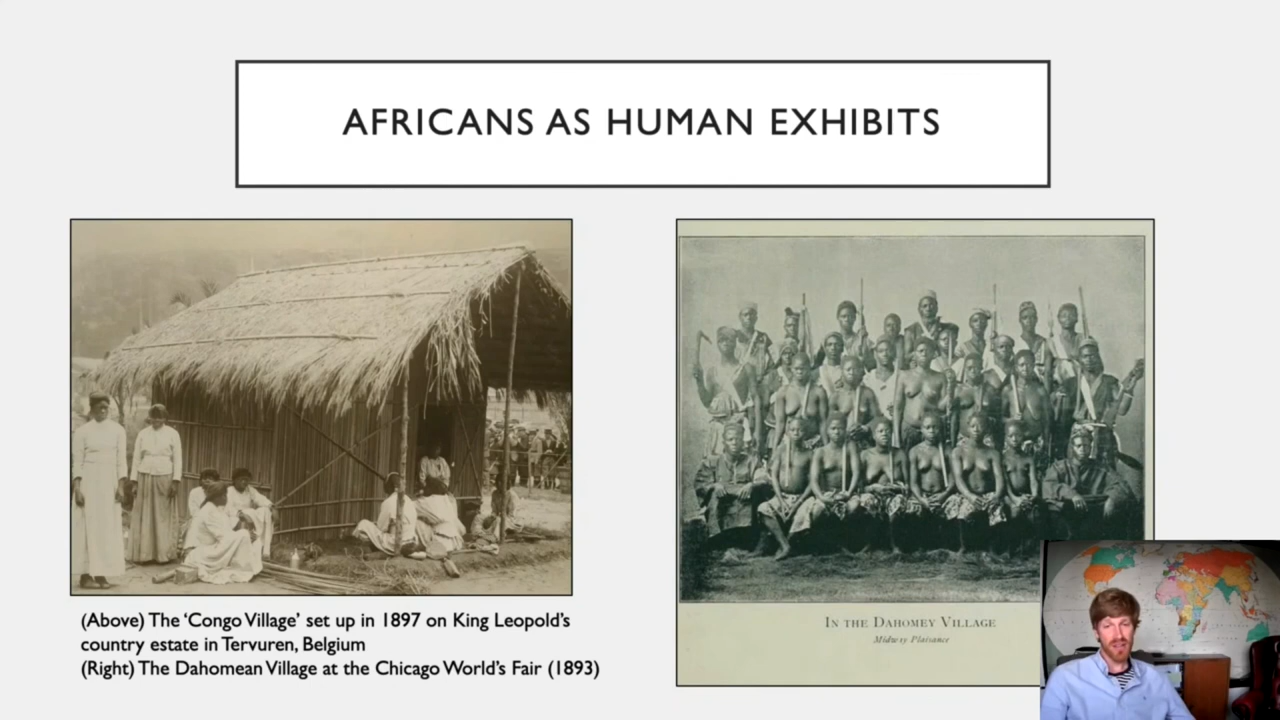 AFRICANS AS HUMAN EXHIBITS
(Above) The ‘Congo Village’ set up in 1897 on King Leopold’s
country estate in Tervuren, Belgium
(Right) The Dahomean Village at the Chicago World’s Fair (1893)
IN THE DAHOMEY VILLAGE
Midway Plaisance